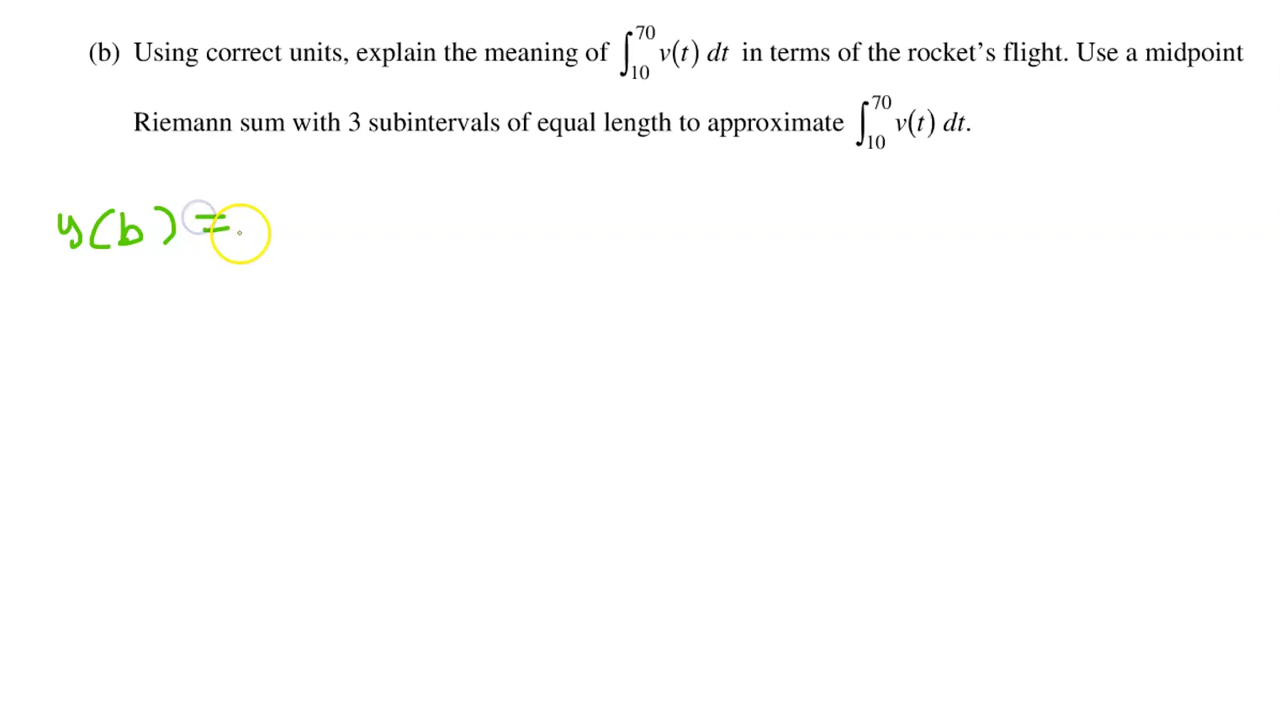 (b) Using correct units, explain the meaning of ∫₁₀⁷⁰ v(t) dt in terms of the rocket’s flight. Use a midpoint
Riemann sum with 3 subintervals of equal length to approximate ∫₁₀⁷⁰ v(t) dt.
y(b) =